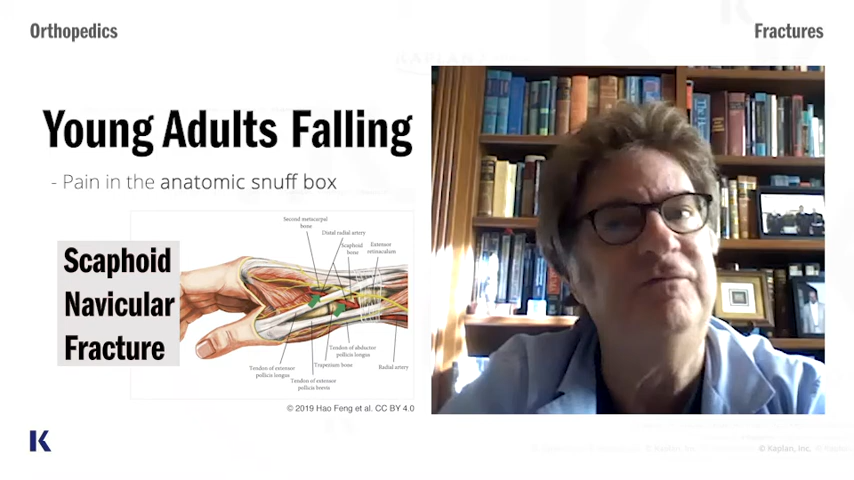 Orthopedics
Fractures
Young Adults Falling
- Pain in the anatomic snuff box
Scaphoid
Navicular
Fracture
Second metacarpal
bone
Distal radial artery
Scaphoid
bone
Extensor
retinaculum
Tendon of abductor
pollicis longus
Trapezium bone
Radial artery
Tendon of extensor
pollicis longus
Tendon of extensor
pollicis brevis
© 2019 Hao Feng et al. CC BY 4.0
K
© Kaplan, Inc.